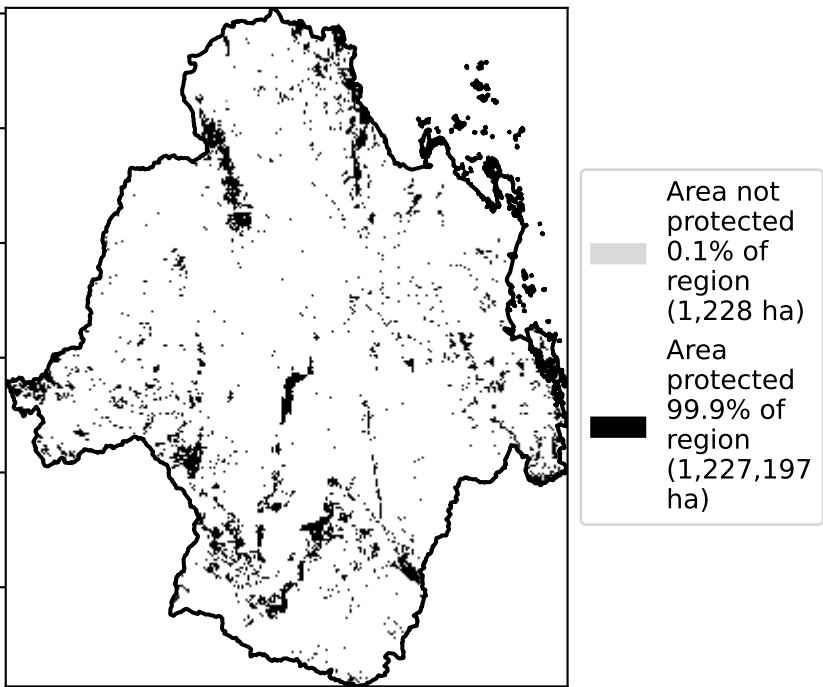 Area not
protected
0.1% of
region
(1,228 ha)
Area
protected
99.9% of
region
(1,227,197
ha)